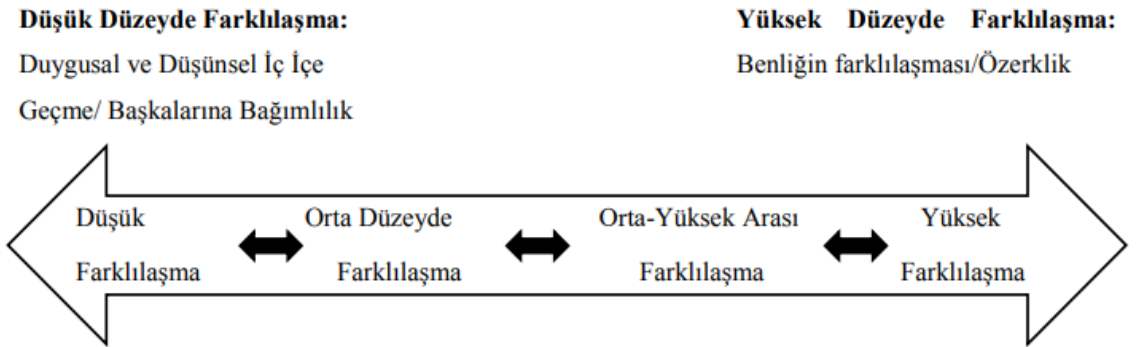 Düşük Düzeyde Farklılaşma:
Duygusal ve Düşünsel İç İçe
Geçme/ Başkalarına Bağımlılık
Yüksek Düzeyde Farklılaşma:
Benliğin farklılaşması/Özerklik
Düşük
Farklılaşma
Orta Düzeyde
Farklılaşma
Orta-Yüksek Arası
Farklılaşma
Yüksek
Farklılaşma